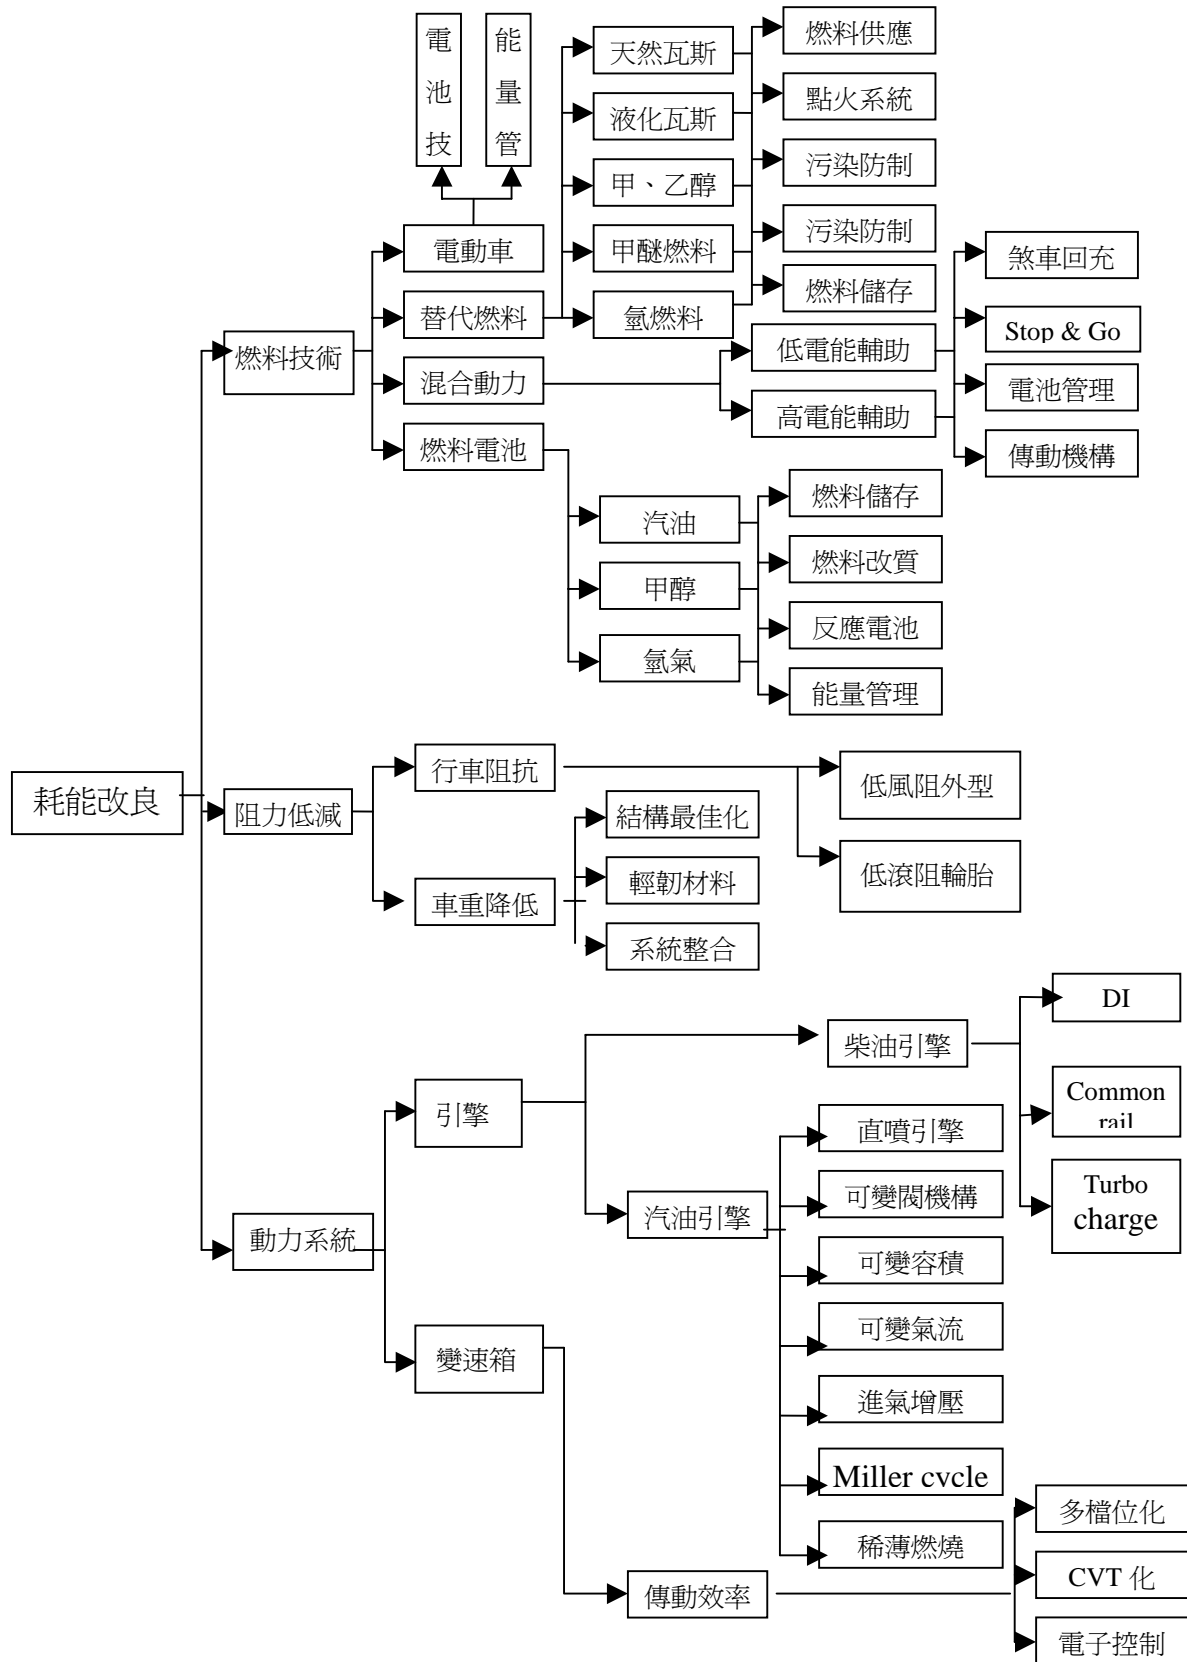 電池技
能量管
天然瓦斯
液化瓦斯
甲、乙醇
甲醚燃料
氫燃料
燃料供應
點火系統
污染防制
污染防制
燃料儲存
電動車
替代燃料
混合動力
燃料電池
燃料技術
低電能輔助
高電能輔助
煞車回充
Stop & Go
電池管理
傳動機構
汽油
甲醇
氫氣
燃料儲存
燃料改質
反應電池
能量管理
耗能改良
阻力低減
行車阻抗
車重降低
結構最佳化
輕韌材料
系統整合
低風阻外型
低滾阻輪胎
動力系統
引擎
變速箱
柴油引擎
汽油引擎
DI
Common
rail
Turbo
charge
直噴引擎
可變閥機構
可變容積
可變氣流
進氣增壓
Miller cycle
稀薄燃燒
傳動效率
多檔位化
CVT 化
電子控制